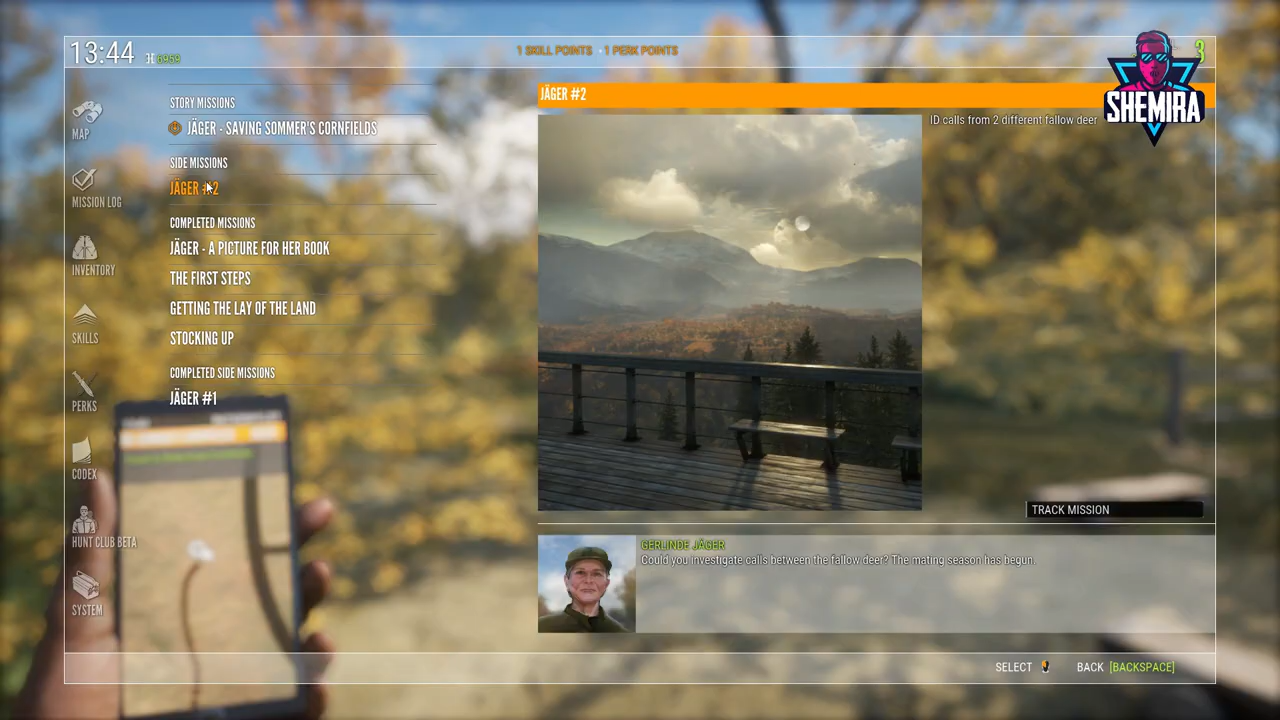 13:44
6969
1 SKILL POINTS · 1 PERK POINTS
3
SHEMIRA
MAP
MISSION LOG
INVENTORY
SKILLS
PERKS
CODEX
HUNT CLUB BETA
SYSTEM
STORY MISSIONS
JÄGER - SAVING SOMMER'S CORNFIELDS
SIDE MISSIONS
JÄGER #2
COMPLETED MISSIONS
JÄGER - A PICTURE FOR HER BOOK
THE FIRST STEPS
GETTING THE LAY OF THE LAND
STOCKING UP
COMPLETED SIDE MISSIONS
JÄGER #1
JÄGER #2
ID calls from 2 different fallow deer
TRACK MISSION
GERLINDE JÄGER
Could you investigate calls between the fallow deer? The mating season has begun.
SELECT
BACK [BACKSPACE]